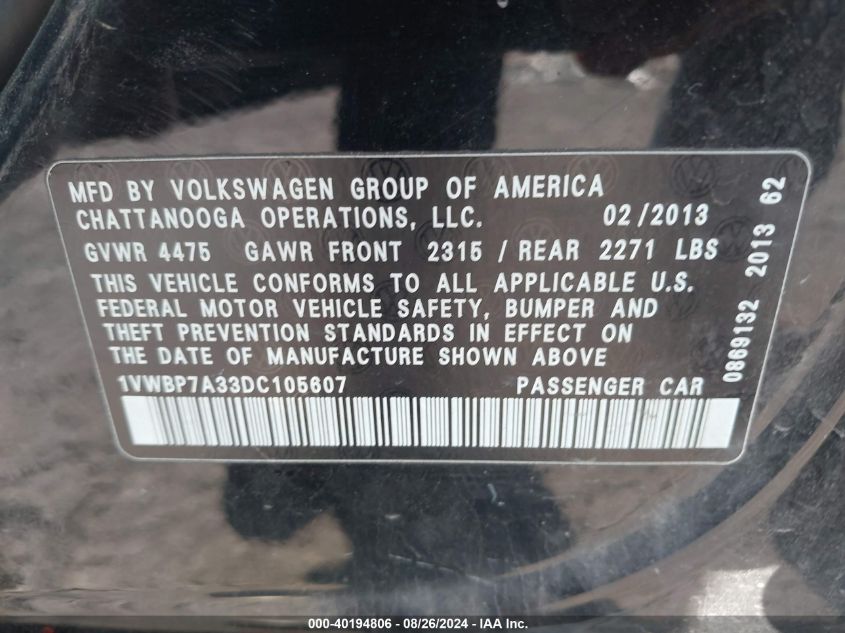 MFD BY VOLKSWAGEN GROUP OF AMERICA
CHATTANOOGA OPERATIONS, LLC. 02/2013
GVWR 4475 GAWR FRONT 2315 / REAR 2271 LBS
THIS VEHICLE CONFORMS TO ALL APPLICABLE U.S.
FEDERAL MOTOR VEHICLE SAFETY, BUMPER AND
THEFT PREVENTION STANDARDS IN EFFECT ON
THE DATE OF MANUFACTURE SHOWN ABOVE
1VWBP7A33DC105607 PASSENGER CAR
0869132 2013 62
000-40194806 - 08/26/2024 - IAA Inc.